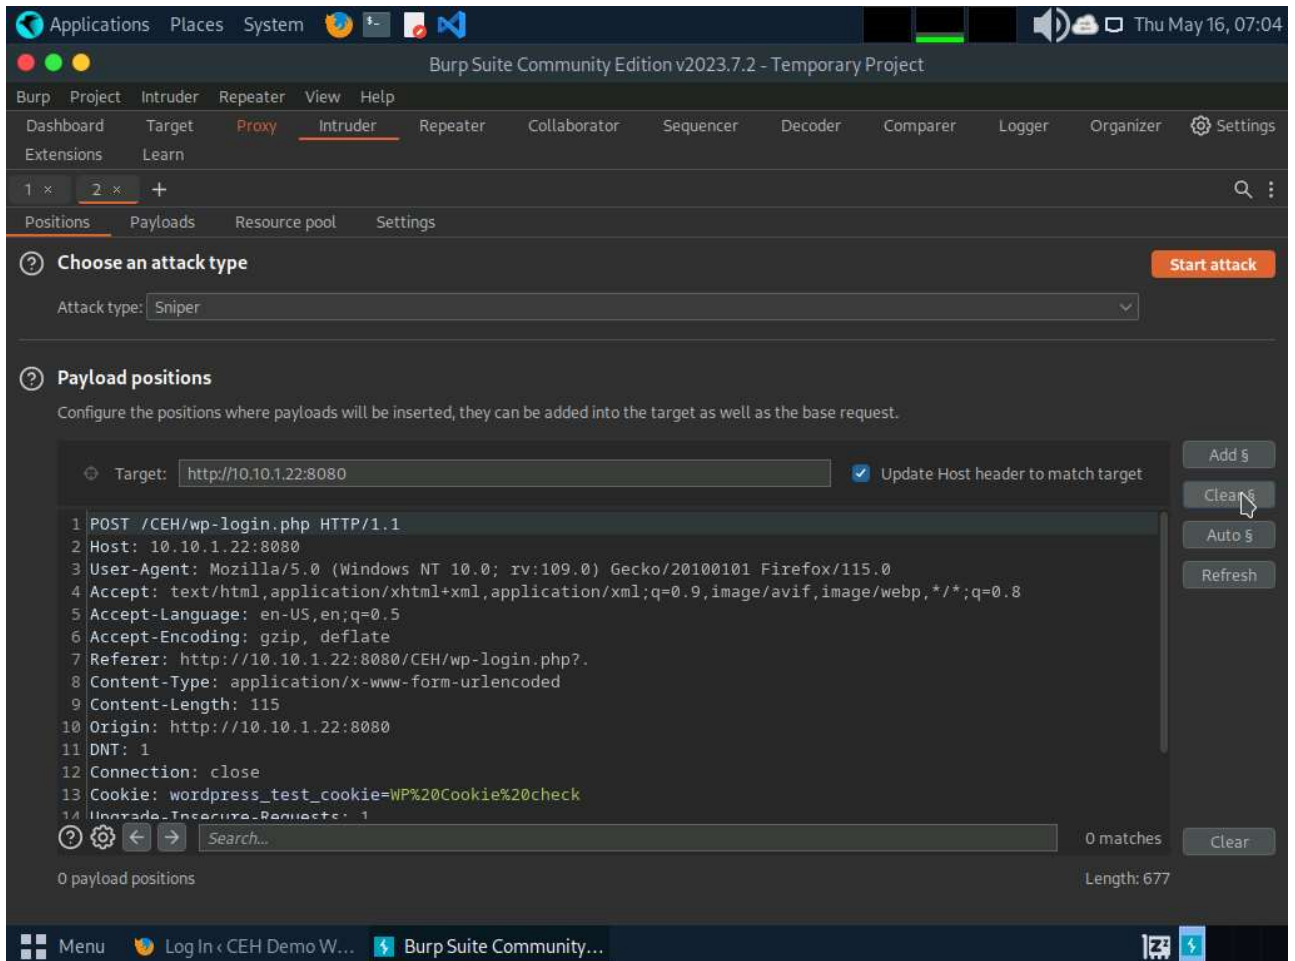 Applications Places System Thu May 16, 07:04
Burp Suite Community Edition v2023.7.2 - Temporary Project
Burp Project Intruder Repeater View Help
Dashboard Target Proxy Intruder Repeater Collaborator Sequencer Decoder Comparer Logger Organizer Settings
Extensions Learn
1 × 2 × +
Positions Payloads Resource pool Settings
? Choose an attack type Start attack
Attack type: Sniper
? Payload positions
Configure the positions where payloads will be inserted, they can be added into the target as well as the base request.
Add §
Target: http://10.10.1.22:8080 Update Host header to match target
Clear §
1 POST /CEH/wp-login.php HTTP/1.1
Auto §
2 Host: 10.10.1.22:8080
3 User-Agent: Mozilla/5.0 (Windows NT 10.0; rv:109.0) Gecko/20100101 Firefox/115.0
Refresh
4 Accept: text/html,application/xhtml+xml,application/xml;q=0.9,image/avif,image/webp,*/*;q=0.8
5 Accept-Language: en-US,en;q=0.5
6 Accept-Encoding: gzip, deflate
7 Referer: http://10.10.1.22:8080/CEH/wp-login.php?.
8 Content-Type: application/x-www-form-urlencoded
9 Content-Length: 115
10 Origin: http://10.10.1.22:8080
11 DNT: 1
12 Connection: close
13 Cookie: wordpress_test_cookie=WP%20Cookie%20check
14 Upgrade-Insecure-Requests: 1
? Search... 0 matches Clear
0 payload positions Length: 677
Menu Log In ‹ CEH Demo W... Burp Suite Community...